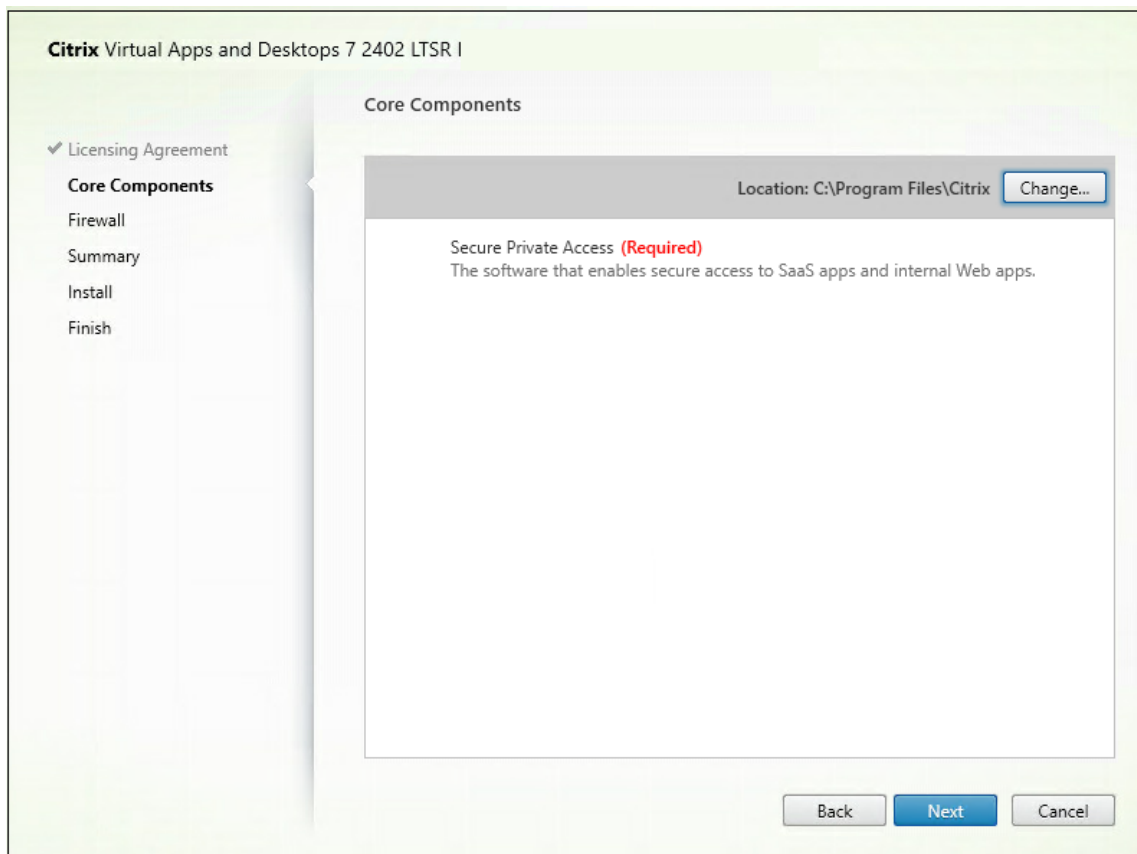 Citrix Virtual Apps and Desktops 7 2402 LTSR I
Core Components
Licensing Agreement
Core Components
Firewall
Summary
Install
Finish
Location: C:\Program Files\Citrix Change...
Secure Private Access (Required)
The software that enables secure access to SaaS apps and internal Web apps.
Back Next Cancel